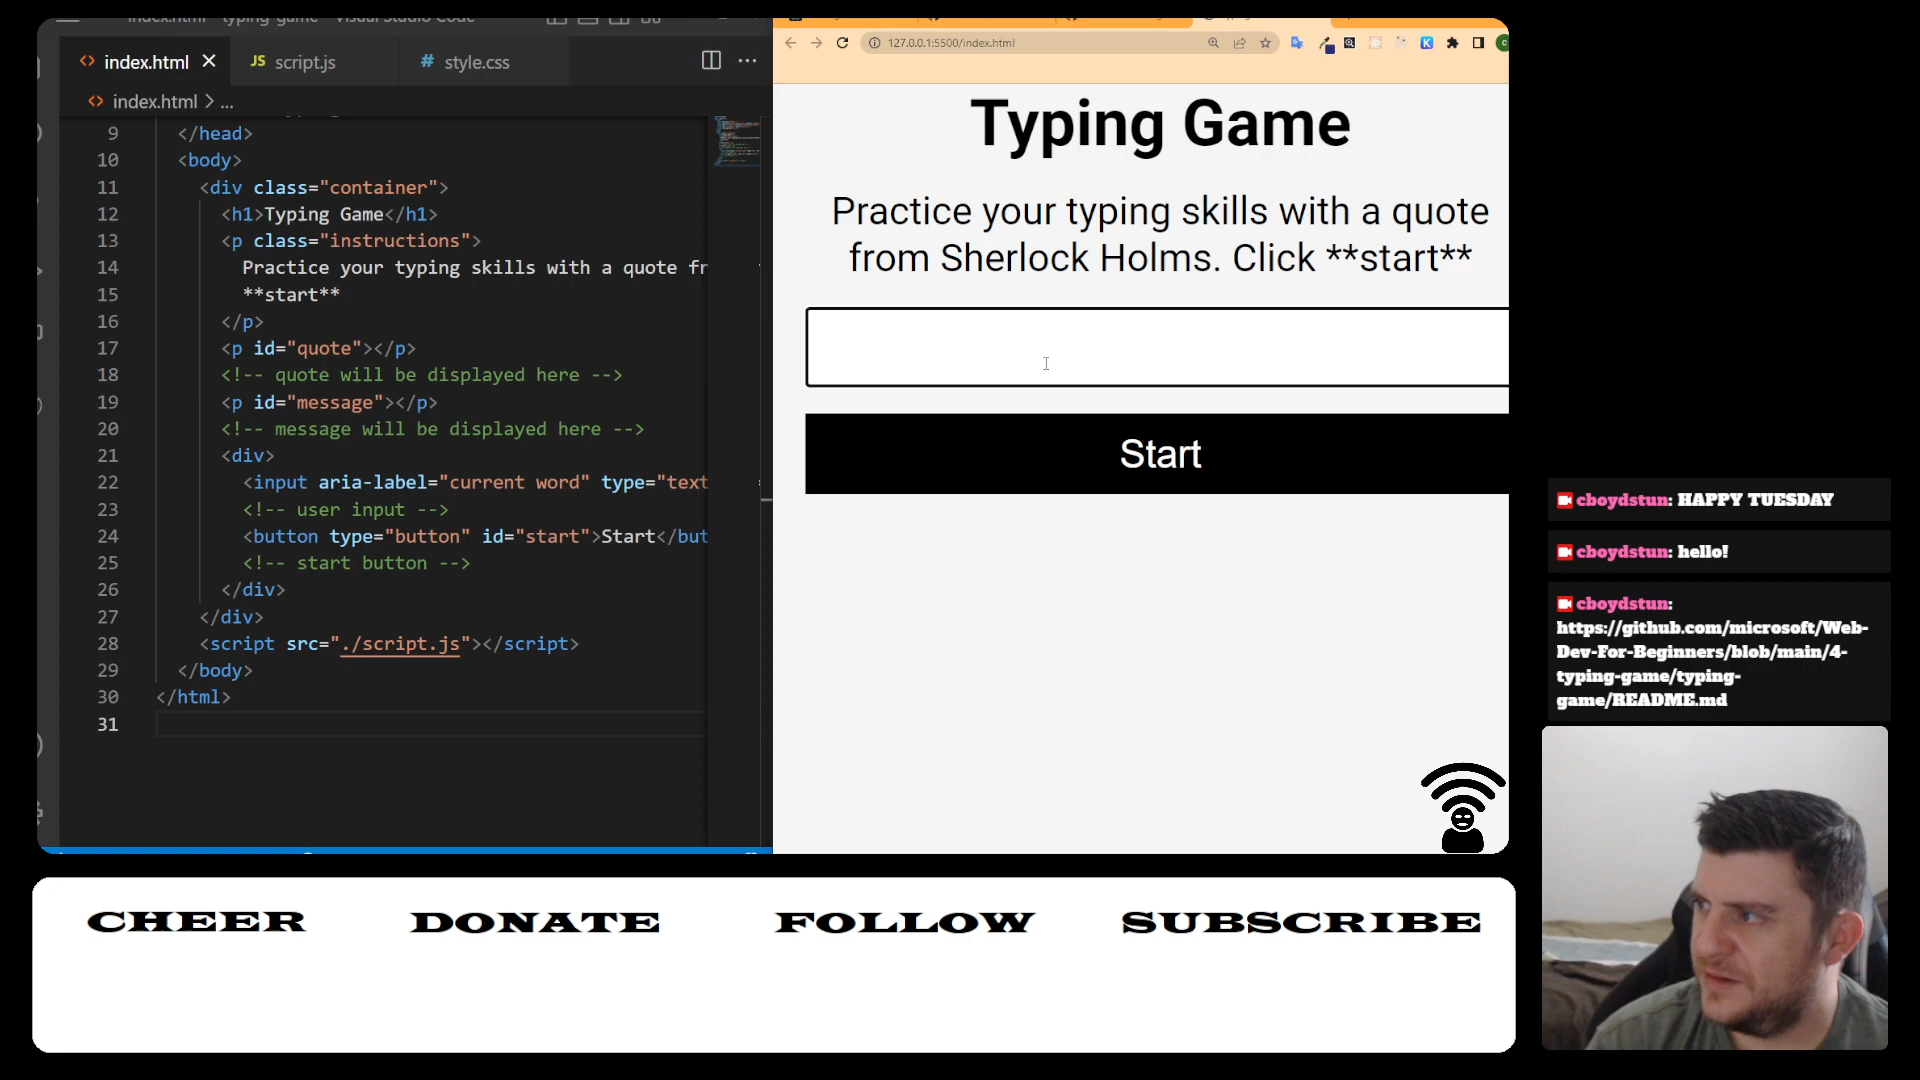 index.html
JS script.js
# style.css
index.html > ...
9 </head>
10 <body>
11 <div class="container">
12 <h1>Typing Game</h1>
13 <p class="instructions">
14 Practice your typing skills with a quote fr
15 **start**
16 </p>
17 <p id="quote"></p>
18 <!-- quote will be displayed here -->
19 <p id="message"></p>
20 <!-- message will be displayed here -->
21 <div>
22 <input aria-label="current word" type="text
23 <!-- user input -->
24 <button type="button" id="start">Start</but
25 <!-- start button -->
26 </div>
27 </div>
28 <script src="./script.js"></script>
29 </body>
30 </html>
31
127.0.0.1:5500/index.html
Typing Game
Practice your typing skills with a quote
from Sherlock Holms. Click **start**
Start
cboydstun: HAPPY TUESDAY
cboydstun: hello!
cboydstun:
https://github.com/microsoft/Web-
Dev-For-Beginners/blob/main/4-
typing-game/typing-
game/README.md
CHEER
DONATE
FOLLOW
SUBSCRIBE